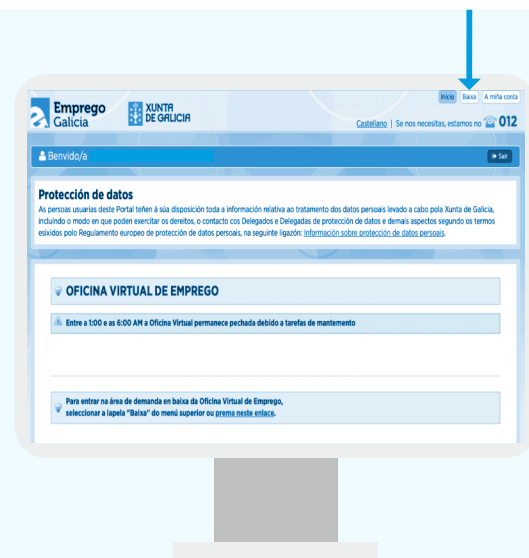 Inicio Baixa A miña conta
Emprego
Galicia
XUNTA
DE GALICIA
Castellano | Se nos necesitas, estamos no 012
Benvido/a
Sair
Protección de datos
As persoas usuarias deste Portal teñen á súa disposición toda a información relativa ao tratamento dos datos persoais levado a cabo pola Xunta de Galicia,
incluíndo o modo en que poden exercitar os dereitos, o contacto cos Delegados e Delegadas de protección de datos e demais aspectos segundo os termos
esixidos polo Regulamento europeo de protección de datos persoais, na seguinte ligazón: Información sobre protección de datos persoais.
OFICINA VIRTUAL DE EMPREGO
Entre a 1:00 e as 6:00 AM a Oficina Virtual permanece pechada debido a tarefas de mantemento
Para entrar na área de demanda en baixa da Oficina Virtual de Emprego,
seleccionar a lapela "Baixa" do menú superior ou prema neste enlace.